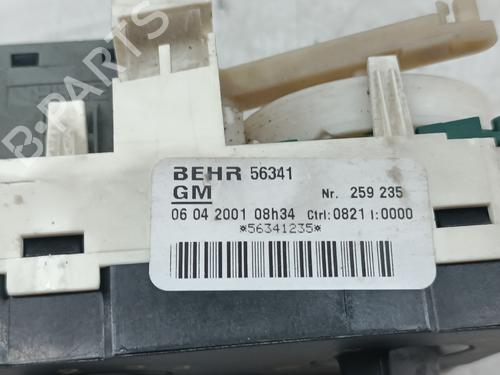 BEHR 56341
GM Nr. 259 235
06 04 2001 08h34 Ctrl:0821 I:0000
*56341235*
B-PARTS